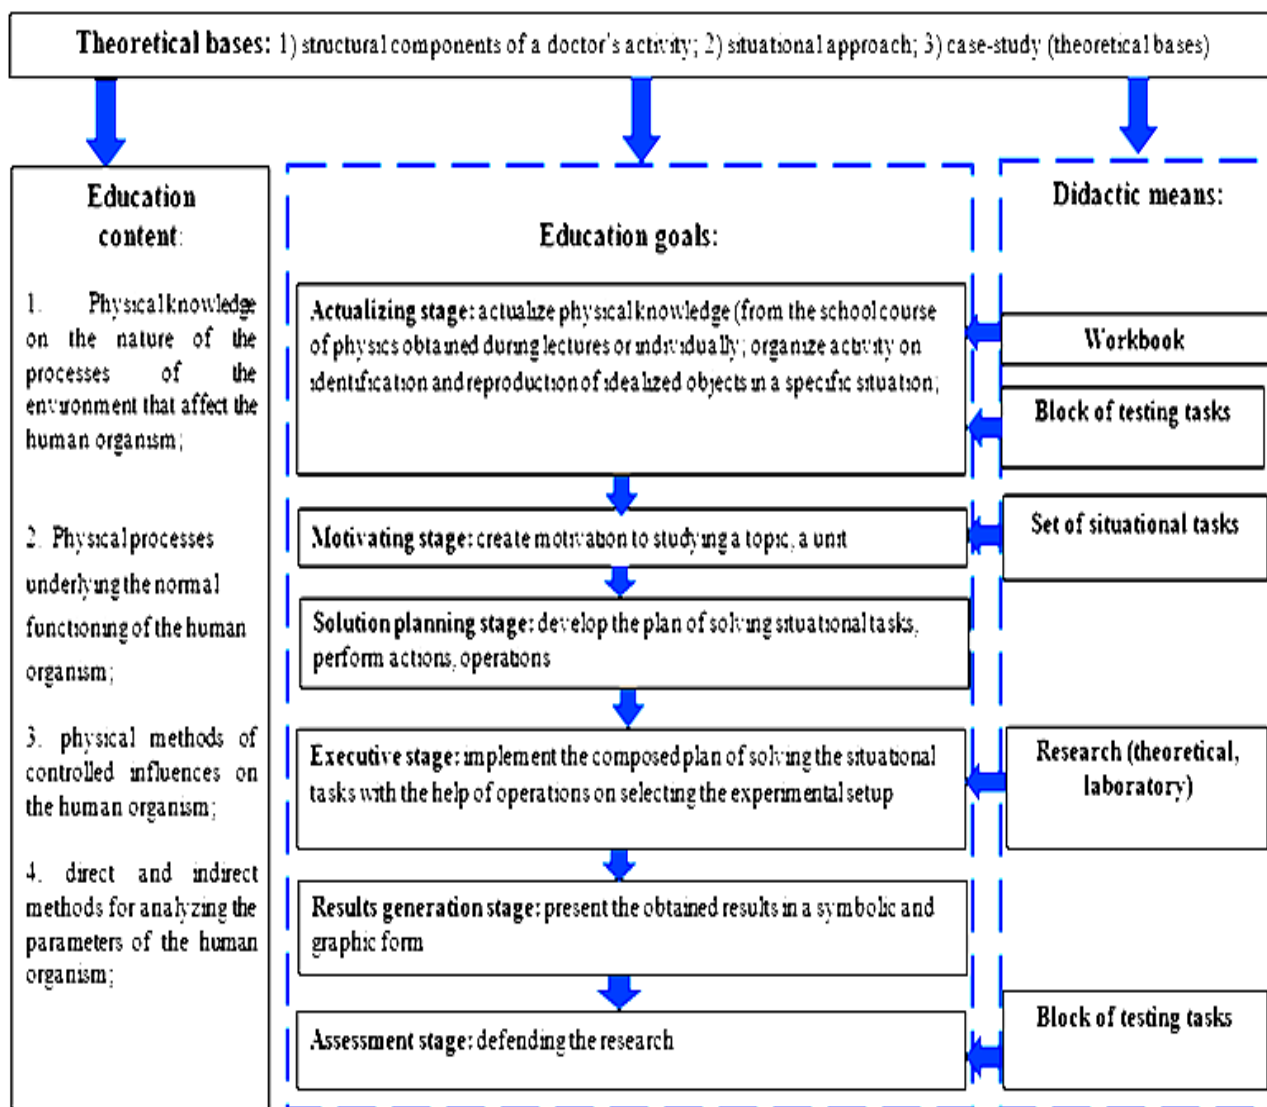 Theoretical bases: 1) structural components of a doctor's activity; 2) situational approach; 3) case-study (theoretical bases)
Education
content:
1. Physical knowledge
on the nature of the
processes of the
environment that affect the
human organism;
2. Physical processes
underlying the normal
functioning of the human
organism;
3. physical methods of
controlled influences on
the human organism;
4. direct and indirect
methods for analyzing the
parameters of the human
organism;
Education goals:
Actualizing stage: actualize physical knowledge (from the school course
of physics obtained during lectures or individually; organize activity on
identification and reproduction of idealized objects in a specific situation;
Motivating stage: create motivation to studying a topic, a unit
Solution planning stage: develop the plan of solving situational tasks,
perform actions, operations
Executive stage: implement the composed plan of solving the situational
tasks with the help of operations on selecting the experimental setup
Results generation stage: present the obtained results in a symbolic and
graphic form
Assessment stage: defending the research
Didactic means:
Workbook
Block of testing tasks
Set of situational tasks
Research (theoretical,
laboratory)
Block of testing tasks